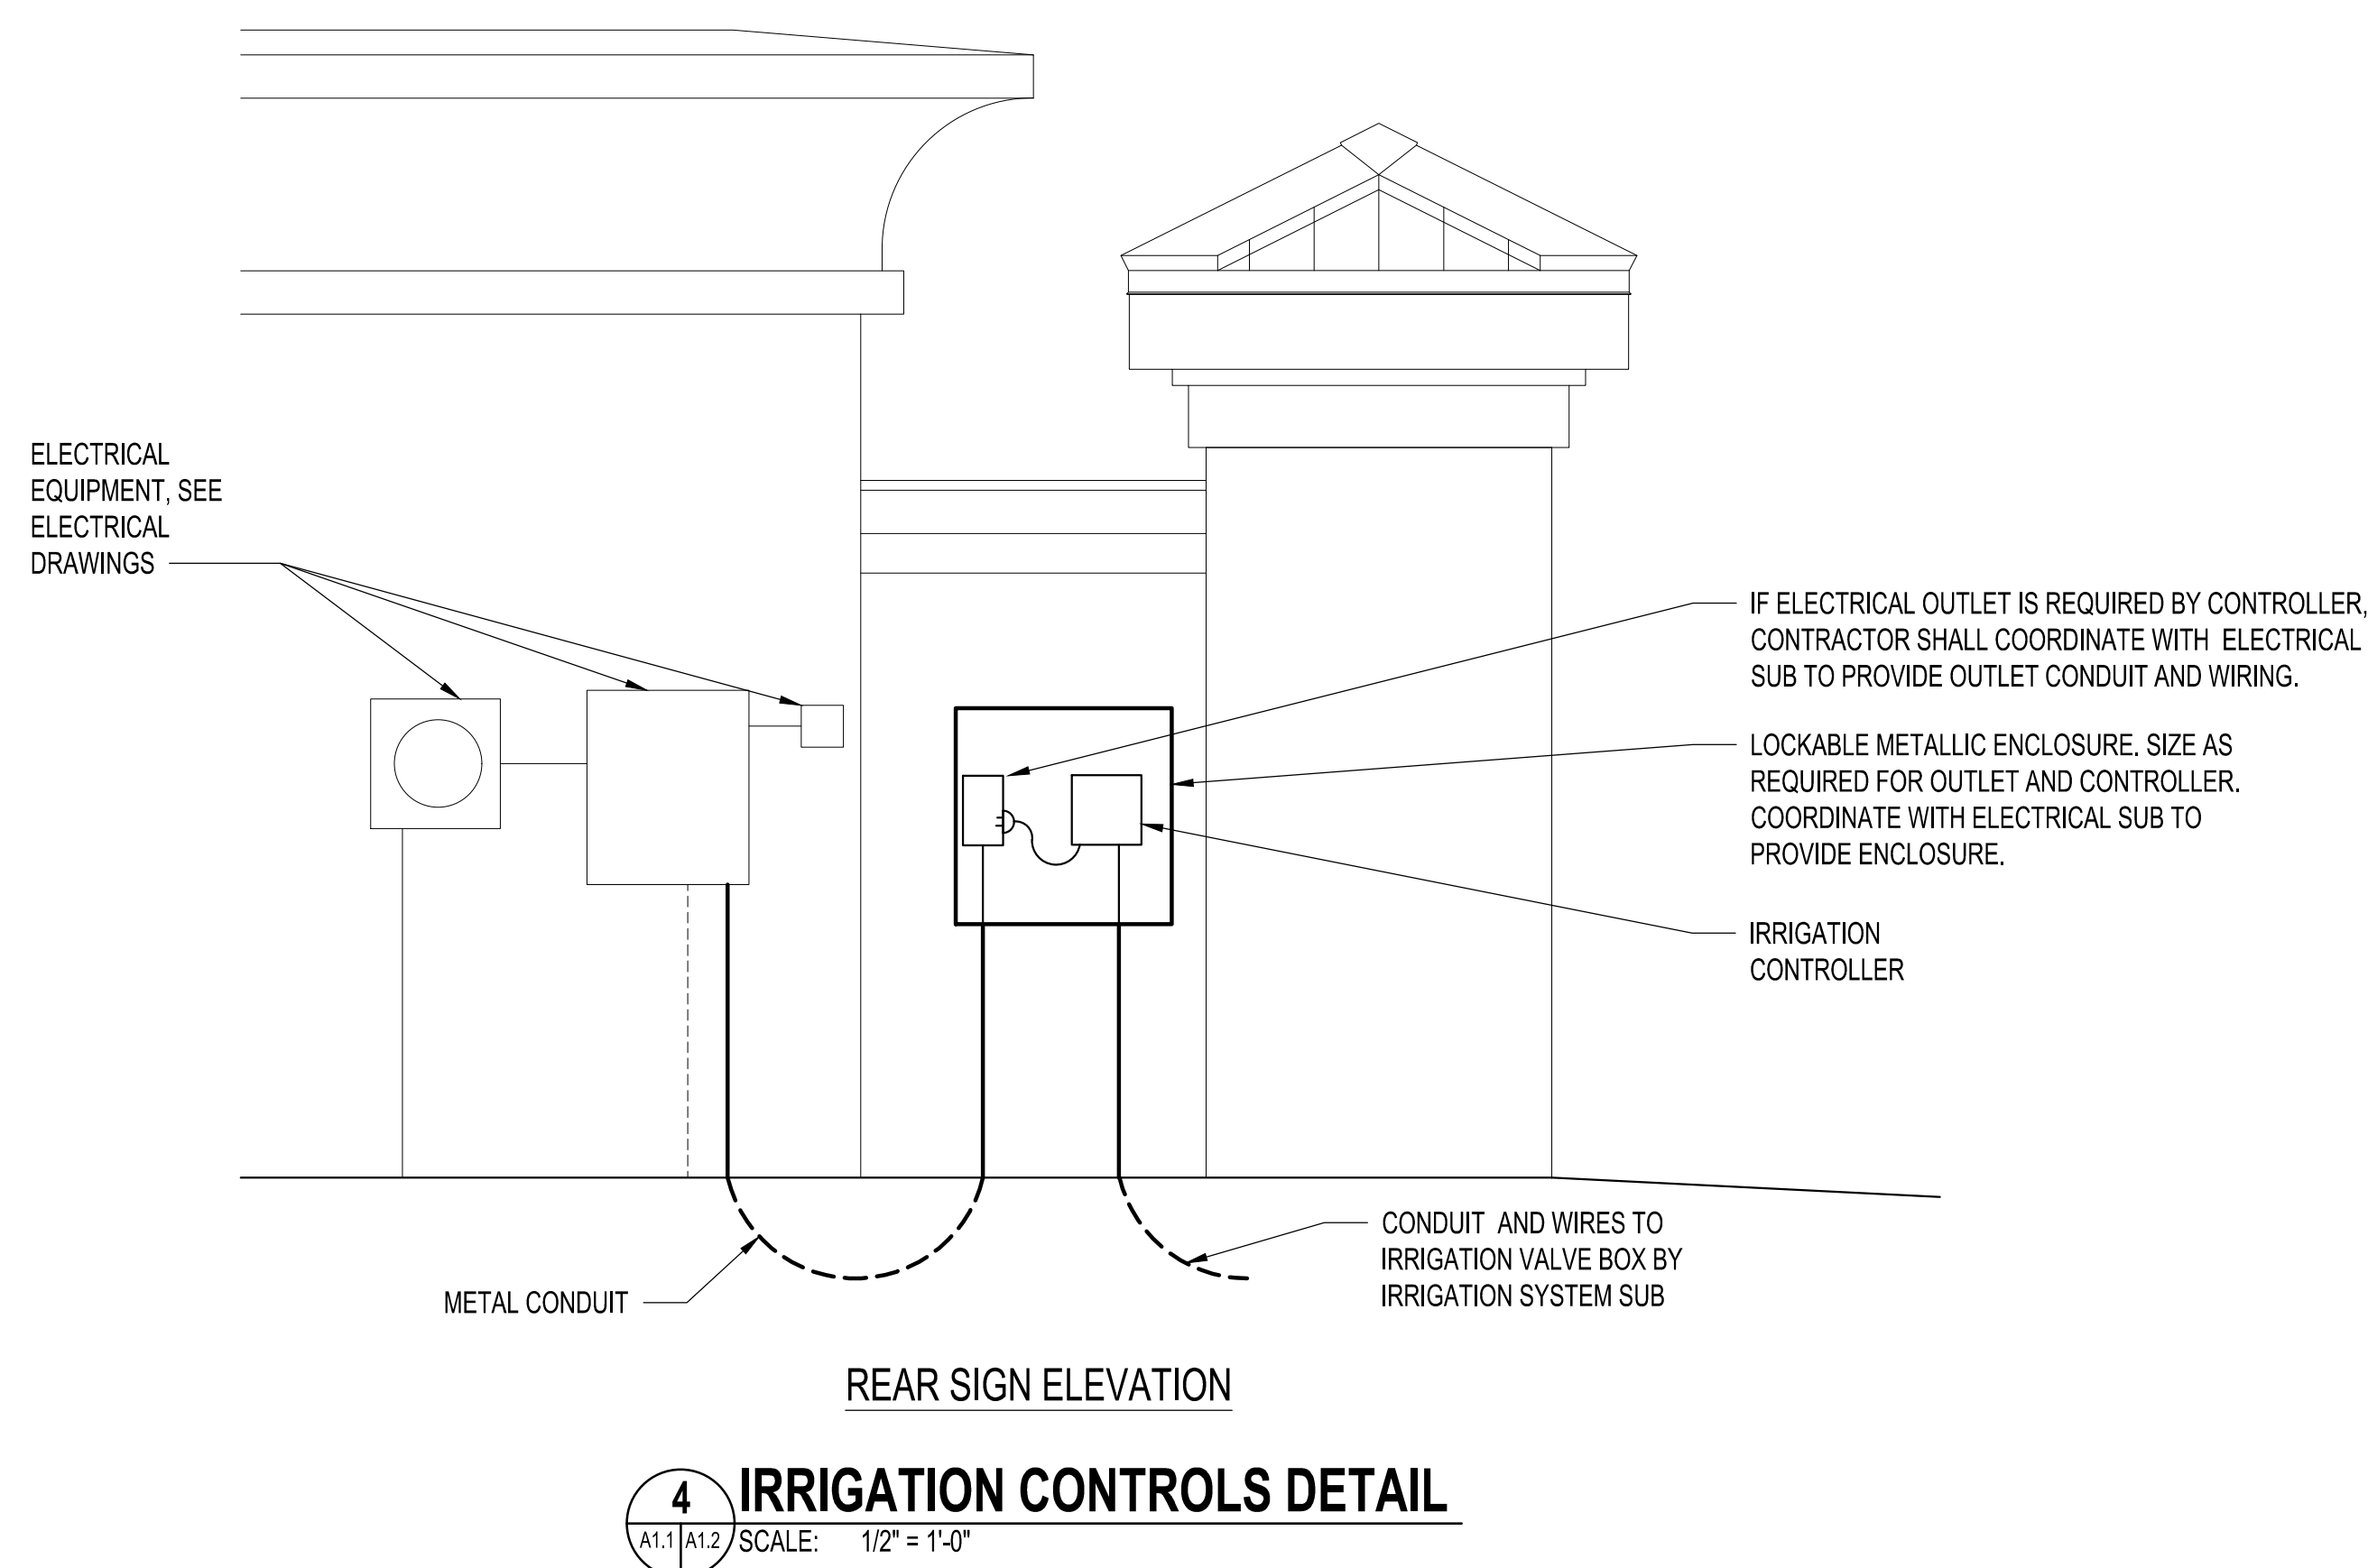 ELECTRICAL
EQUIPMENT, SEE
ELECTRICAL
DRAWINGS
IF ELECTRICAL OUTLET IS REQUIRED BY CONTROLLER,
CONTRACTOR SHALL COORDINATE WITH ELECTRICAL
SUB TO PROVIDE OUTLET CONDUIT AND WIRING.
LOCKABLE METALLIC ENCLOSURE. SIZE AS
REQUIRED FOR OUTLET AND CONTROLLER.
COORDINATE WITH ELECTRICAL SUB TO
PROVIDE ENCLOSURE.
IRRIGATION
CONTROLLER
CONDUIT AND WIRES TO
IRRIGATION VALVE BOX BY
IRRIGATION SYSTEM SUB
METAL CONDUIT
REAR SIGN ELEVATION
4 IRRIGATION CONTROLS DETAIL
A1.1 A1.2 SCALE: 1/2" = 1'-0"